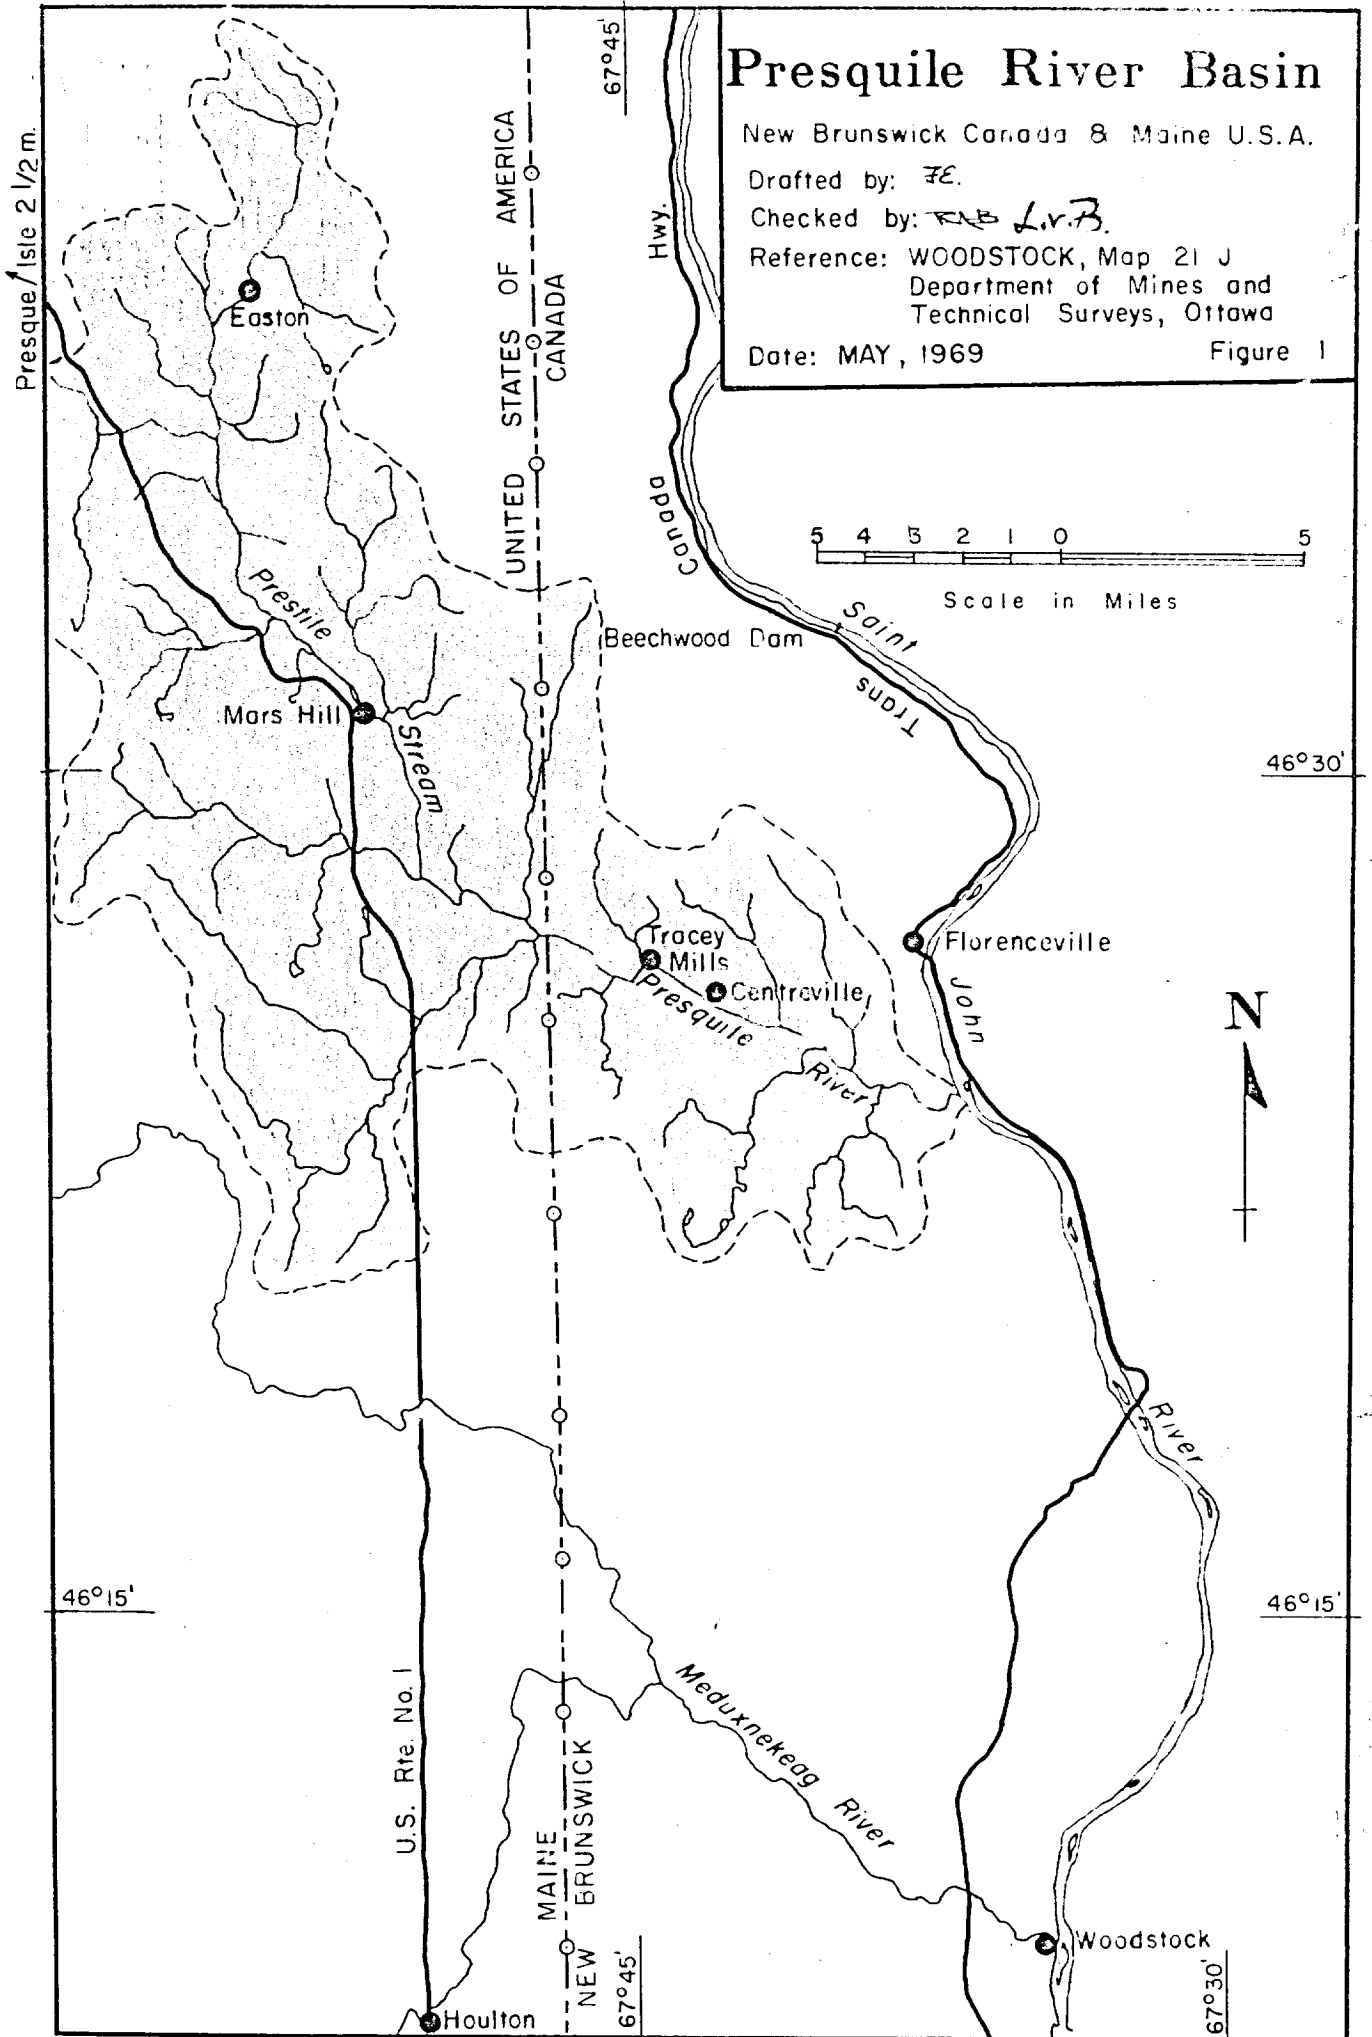 Presquile River Basin
New Brunswick Canada & Maine U.S.A.
Drafted by: FE.
Checked by: L.v.B.
Reference: WOODSTOCK, Map 21 J
Department of Mines and
Technical Surveys, Ottawa
Date: MAY, 1969 Figure 1
67°45'
Presque Isle 2 1/2 m.
UNITED STATES OF AMERICA
CANADA
Hwy.
Canada
Trans
Easton
5 4 3 2 1 0 5
Scale in Miles
Prestile
Stream
Saint
John
River
Beechwood Dam
Mars Hill
46°30'
Tracey
Mills
Centreville
Florenceville
Presquile
River
N
46°15'
46°15'
U.S. Rte. No. 1
Meduxnekeag River
MAINE
NEW BRUNSWICK
Woodstock
Houlton
67°45'
67°30'